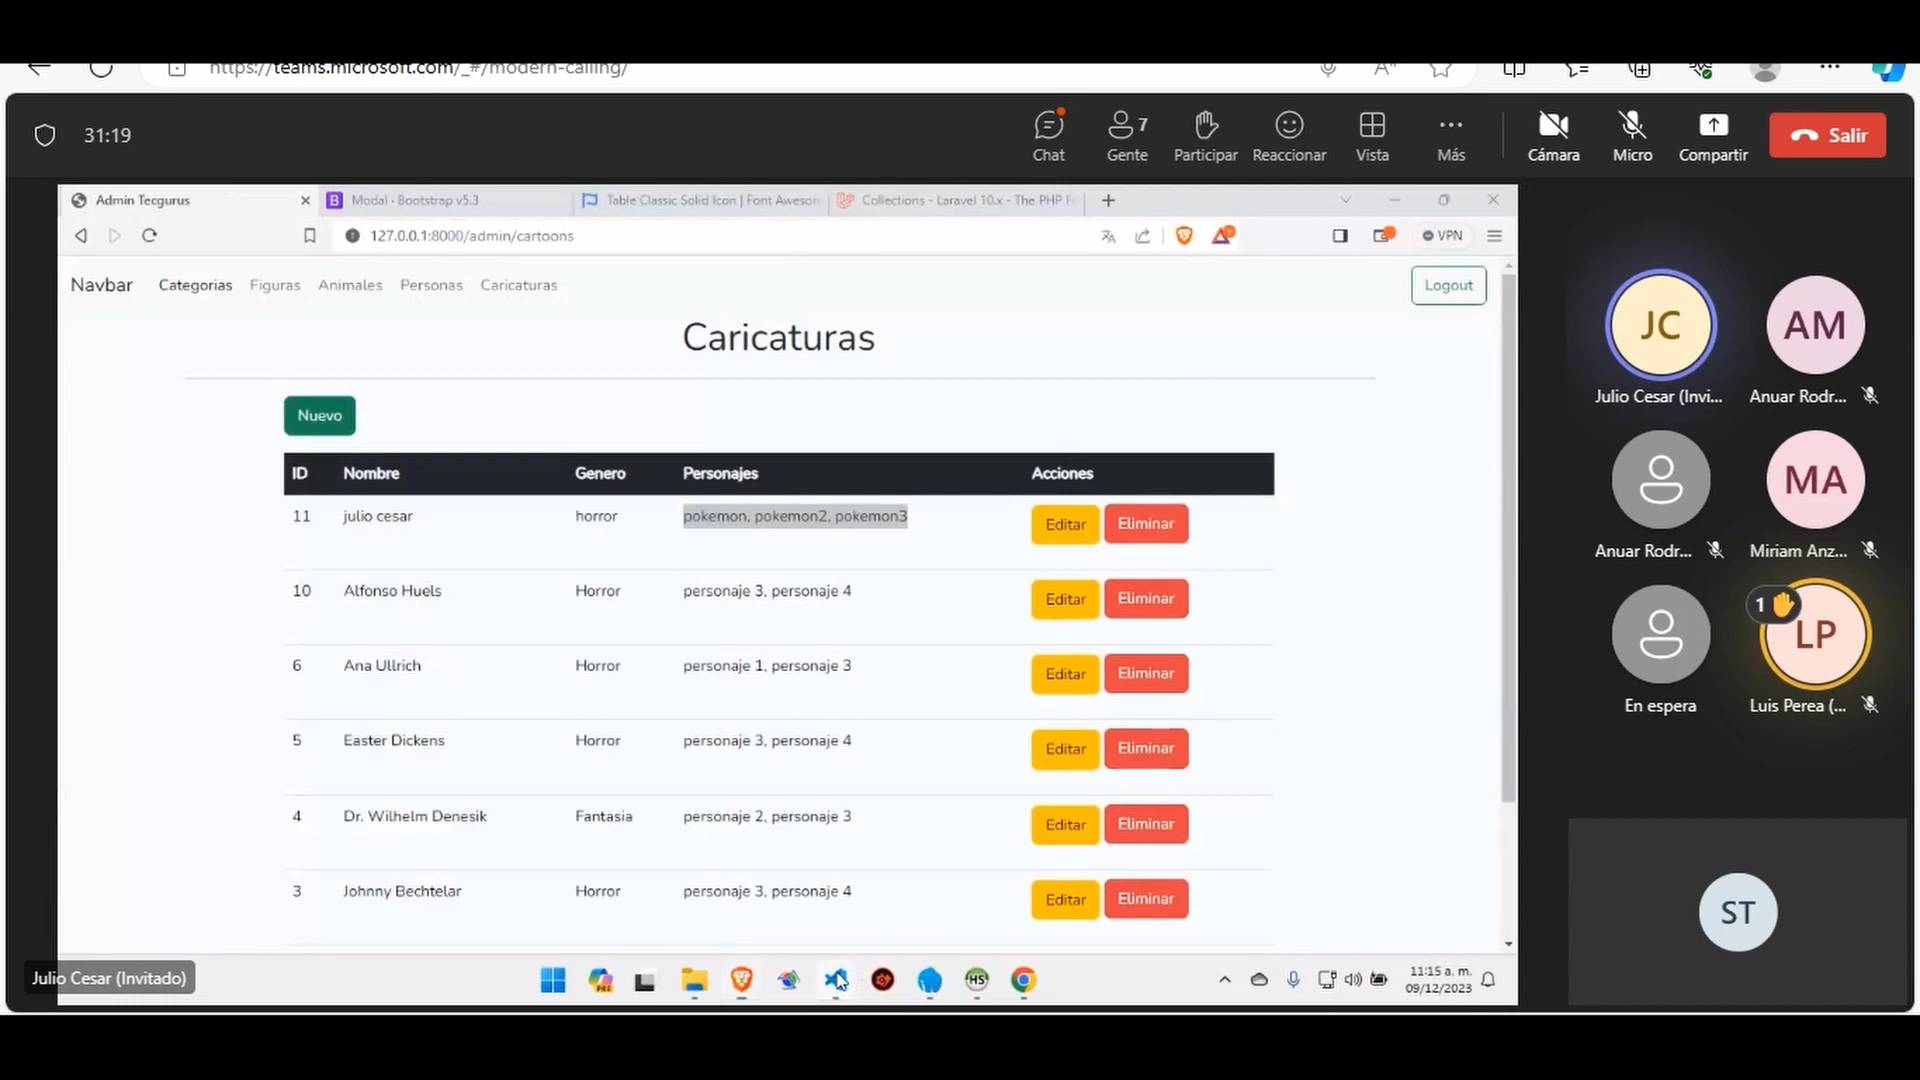 https://teams.microsoft.com/_#/modern-calling/
31:19
Chat
Gente
7
Participar
Reaccionar
Vista
Más
Cámara
Micro
Compartir
Salir
Admin Tecgurus
Modal · Bootstrap v5.3
Table Classic Solid Icon | Font Awesom
Collections - Laravel 10.x - The PHP F
127.0.0.1:8000/admin/cartoons
VPN
Navbar Categorias Figuras Animales Personas Caricaturas
Logout
Caricaturas
Nuevo
ID Nombre Genero Personajes Acciones
11 julio cesar horror pokemon, pokemon2, pokemon3 Editar Eliminar
10 Alfonso Huels Horror personaje 3, personaje 4 Editar Eliminar
6 Ana Ullrich Horror personaje 1, personaje 3 Editar Eliminar
5 Easter Dickens Horror personaje 3, personaje 4 Editar Eliminar
4 Dr. Wilhelm Denesik Fantasia personaje 2, personaje 3 Editar Eliminar
3 Johnny Bechtelar Horror personaje 3, personaje 4 Editar Eliminar
Julio Cesar (Invitado)
HS
11:15 a. m.
09/12/2023
JC
Julio Cesar (Invi...
AM
Anuar Rodr...
Anuar Rodr...
MA
Miriam Anz...
En espera
1
LP
Luis Perea (...
ST